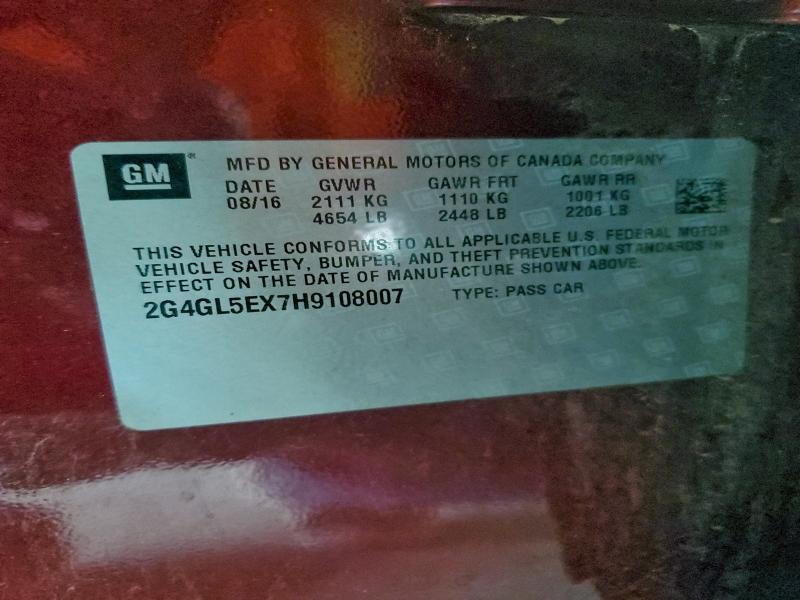 GM ® MFD BY GENERAL MOTORS OF CANADA COMPANY
DATE GVWR GAWR FRT GAWR RR
08/16 2111 KG 1110 KG 1001 KG
4654 LB 2448 LB 2206 LB
THIS VEHICLE CONFORMS TO ALL APPLICABLE U.S. FEDERAL MOTOR
VEHICLE SAFETY, BUMPER, AND THEFT PREVENTION STANDARDS IN
EFFECT ON THE DATE OF MANUFACTURE SHOWN ABOVE.
2G4GL5EX7H9108007 TYPE: PASS CAR